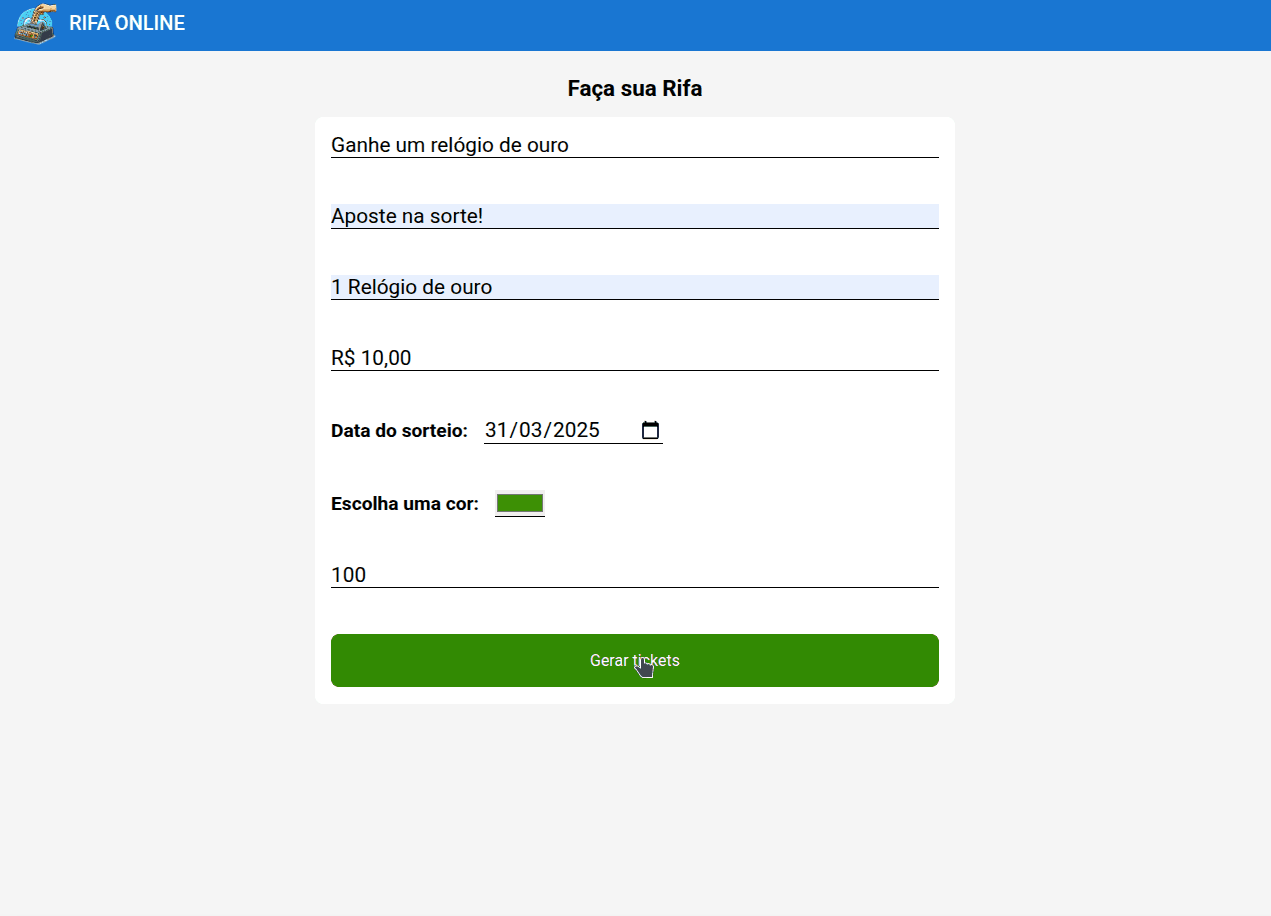 RIFA ONLINE
Faça sua Rifa
Ganhe um relógio de ouro
Aposte na sorte!
1 Relógio de ouro
R$ 10,00
Data do sorteio: 31/03/2025
Escolha uma cor:
100
Gerar tickets